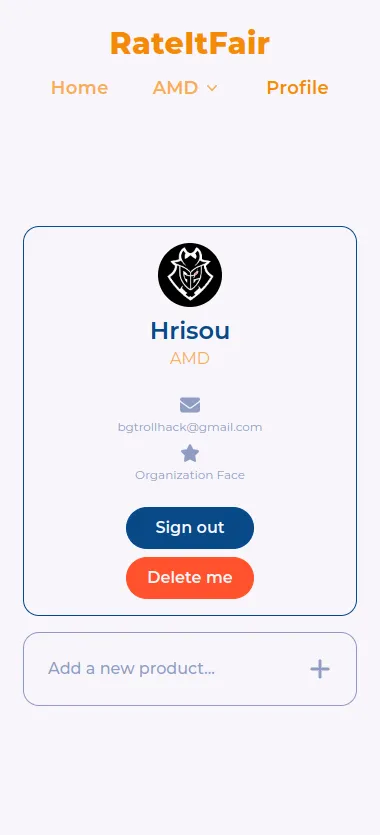 RateItFair
Home AMD Profile
Hrisou
AMD
bgtrollhack@gmail.com
Organization Face
Sign out
Delete me
Add a new product...